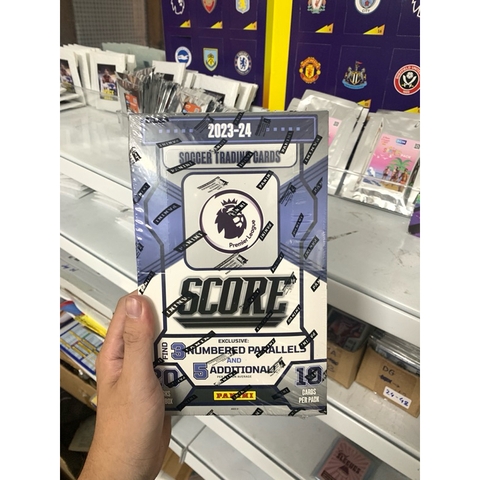 2023-24
SOCCER TRADING CARDS
Premier League
SCORE
EXCLUSIVE:
FIND 3 NUMBERED PARALLELS
AND
5 ADDITIONAL!
PANINI
10
CARDS
PER PACK